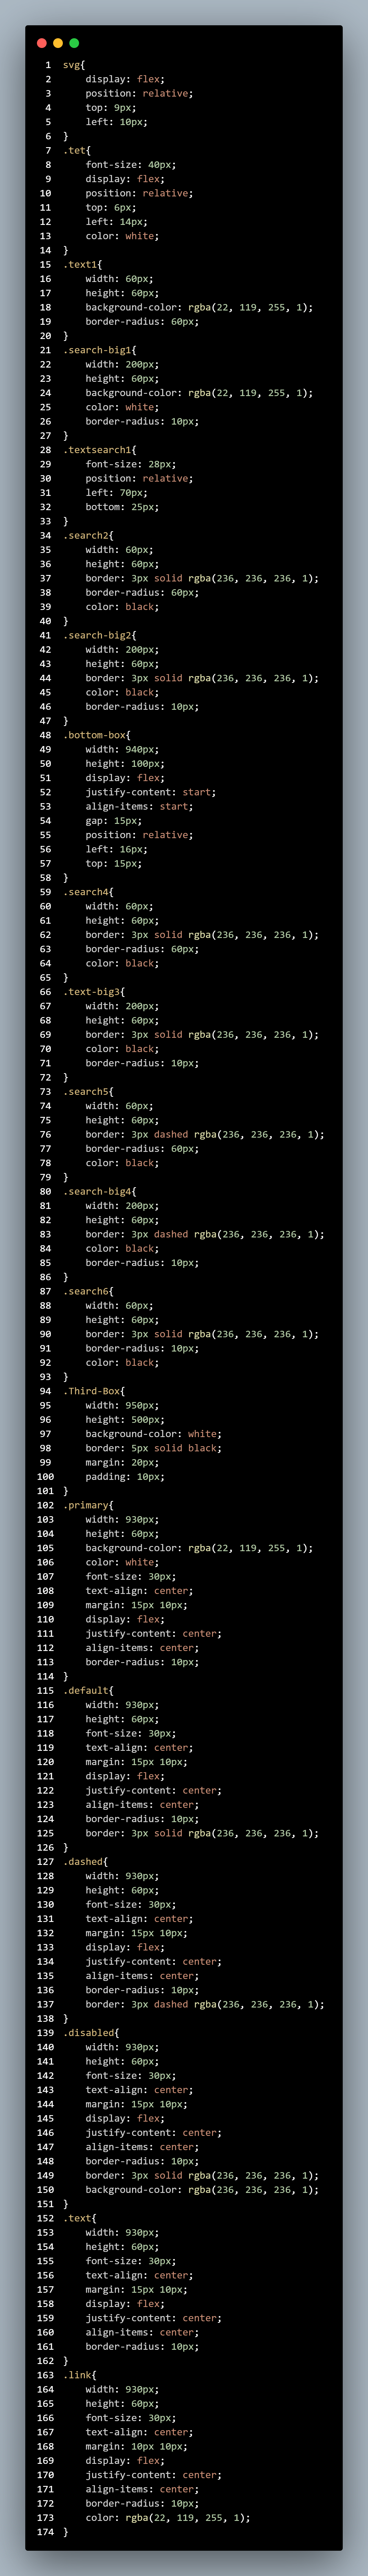 1 svg{
2     display: flex;
3     position: relative;
4     top: 9px;
5     left: 10px;
6 }
7 .tet{
8     font-size: 40px;
9     display: flex;
10     position: relative;
11     top: 6px;
12     left: 14px;
13     color: white;
14 }
15 .text1{
16     width: 60px;
17     height: 60px;
18     background-color: rgba(22, 119, 255, 1);
19     border-radius: 60px;
20 }
21 .search-big1{
22     width: 200px;
23     height: 60px;
24     background-color: rgba(22, 119, 255, 1);
25     color: white;
26     border-radius: 10px;
27 }
28 .textsearch1{
29     font-size: 28px;
30     position: relative;
31     left: 70px;
32     bottom: 25px;
33 }
34 .search2{
35     width: 60px;
36     height: 60px;
37     border: 3px solid rgba(236, 236, 236, 1);
38     border-radius: 60px;
39     color: black;
40 }
41 .search-big2{
42     width: 200px;
43     height: 60px;
44     border: 3px solid rgba(236, 236, 236, 1);
45     color: black;
46     border-radius: 10px;
47 }
48 .bottom-box{
49     width: 940px;
50     height: 100px;
51     display: flex;
52     justify-content: start;
53     align-items: start;
54     gap: 15px;
55     position: relative;
56     left: 16px;
57     top: 15px;
58 }
59 .search4{
60     width: 60px;
61     height: 60px;
62     border: 3px solid rgba(236, 236, 236, 1);
63     border-radius: 60px;
64     color: black;
65 }
66 .text-big3{
67     width: 200px;
68     height: 60px;
69     border: 3px solid rgba(236, 236, 236, 1);
70     color: black;
71     border-radius: 10px;
72 }
73 .search5{
74     width: 60px;
75     height: 60px;
76     border: 3px dashed rgba(236, 236, 236, 1);
77     border-radius: 60px;
78     color: black;
79 }
80 .search-big4{
81     width: 200px;
82     height: 60px;
83     border: 3px dashed rgba(236, 236, 236, 1);
84     color: black;
85     border-radius: 10px;
86 }
87 .search6{
88     width: 60px;
89     height: 60px;
90     border: 3px solid rgba(236, 236, 236, 1);
91     border-radius: 10px;
92     color: black;
93 }
94 .Third-Box{
95     width: 950px;
96     height: 500px;
97     background-color: white;
98     border: 5px solid black;
99     margin: 20px;
100     padding: 10px;
101 }
102 .primary{
103     width: 930px;
104     height: 60px;
105     background-color: rgba(22, 119, 255, 1);
106     color: white;
107     font-size: 30px;
108     text-align: center;
109     margin: 15px 10px;
110     display: flex;
111     justify-content: center;
112     align-items: center;
113     border-radius: 10px;
114 }
115 .default{
116     width: 930px;
117     height: 60px;
118     font-size: 30px;
119     text-align: center;
120     margin: 15px 10px;
121     display: flex;
122     justify-content: center;
123     align-items: center;
124     border-radius: 10px;
125     border: 3px solid rgba(236, 236, 236, 1);
126 }
127 .dashed{
128     width: 930px;
129     height: 60px;
130     font-size: 30px;
131     text-align: center;
132     margin: 15px 10px;
133     display: flex;
134     justify-content: center;
135     align-items: center;
136     border-radius: 10px;
137     border: 3px dashed rgba(236, 236, 236, 1);
138 }
139 .disabled{
140     width: 930px;
141     height: 60px;
142     font-size: 30px;
143     text-align: center;
144     margin: 15px 10px;
145     display: flex;
146     justify-content: center;
147     align-items: center;
148     border-radius: 10px;
149     border: 3px solid rgba(236, 236, 236, 1);
150     background-color: rgba(236, 236, 236, 1);
151 }
152 .text{
153     width: 930px;
154     height: 60px;
155     font-size: 30px;
156     text-align: center;
157     margin: 15px 10px;
158     display: flex;
159     justify-content: center;
160     align-items: center;
161     border-radius: 10px;
162 }
163 .link{
164     width: 930px;
165     height: 60px;
166     font-size: 30px;
167     text-align: center;
168     margin: 10px 10px;
169     display: flex;
170     justify-content: center;
171     align-items: center;
172     border-radius: 10px;
173     color: rgba(22, 119, 255, 1);
174 }